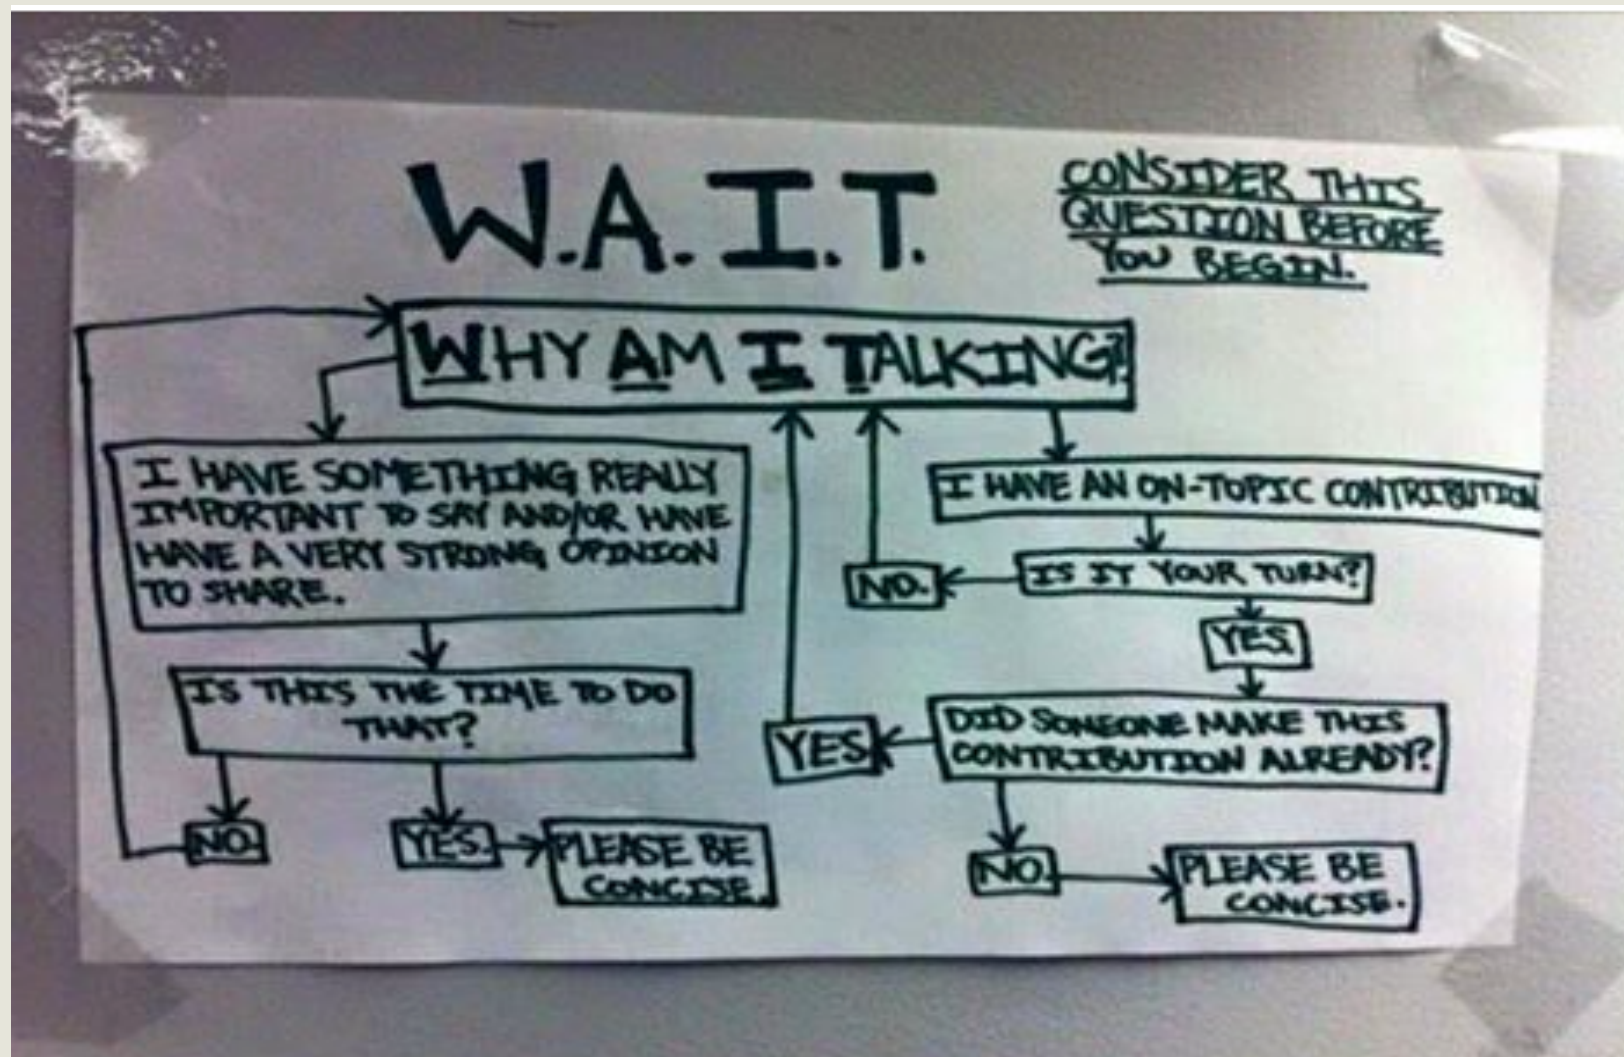 W.A.I.T.
CONSIDER THIS
QUESTION BEFORE
YOU BEGIN.
WHY AM I TALKING?
I HAVE SOMETHING REALLY
IMPORTANT TO SAY AND/OR HAVE
HAVE A VERY STRONG OPINION
TO SHARE.
IS THIS THE TIME TO DO
THAT?
NO.
YES.
PLEASE BE
CONCISE.
I HAVE AN ON-TOPIC CONTRIBUTION
IS IT YOUR TURN?
NO.
YES.
DID SOMEONE MAKE THIS
CONTRIBUTION ALREADY?
YES
NO.
PLEASE BE
CONCISE.